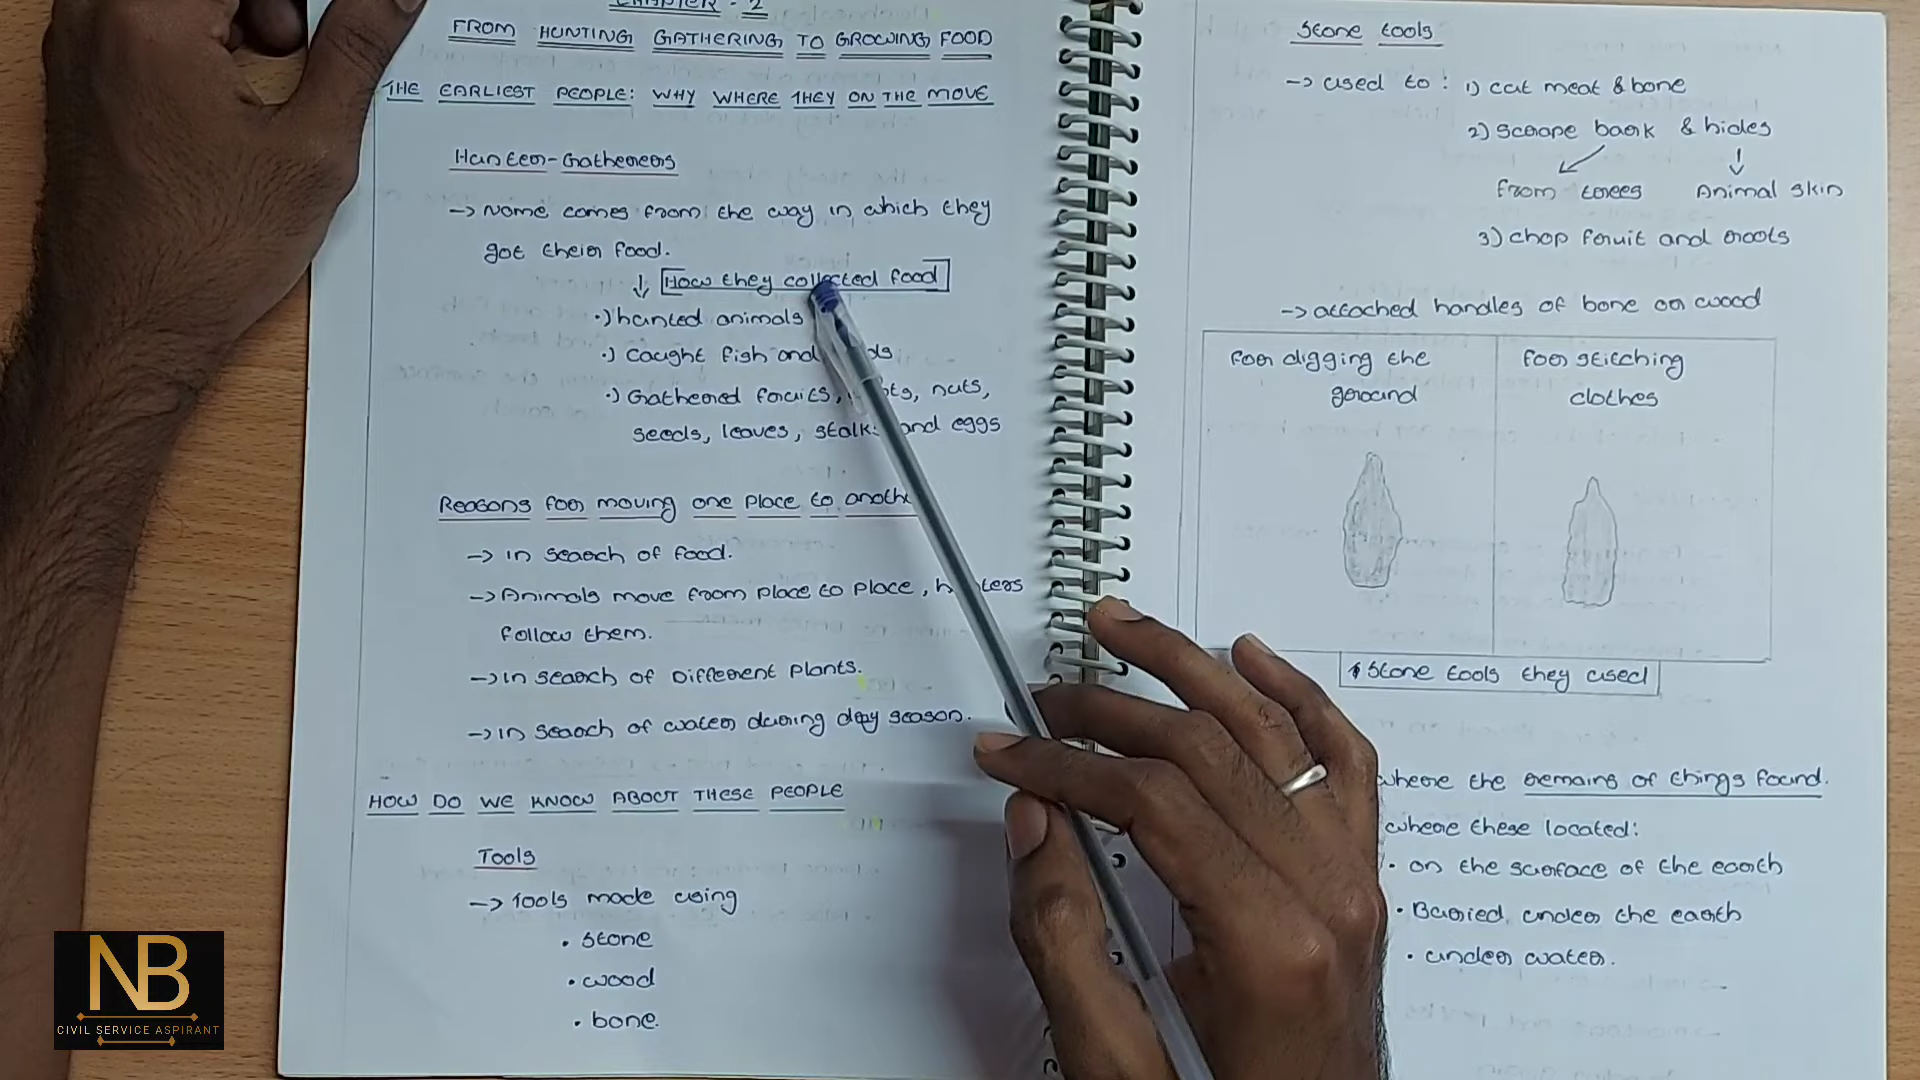 CHAPTER - 2
FROM HUNTING GATHERING TO GROWING FOOD
THE EARLIEST PEOPLE: WHY WHERE THEY ON THE MOVE
Hunter-Gatherers
-> Name comes from the way in which they
got their food.
↓ How they collected food
•) hunted animals
•) caught fish and
•) Gathered fruits, nuts,
seeds, leaves, stalks and eggs
Reasons for moving one place to another
-> in search of food.
-> Animals move from place to place, hunters
follow them.
-> in search of Different plants.
-> in search of water during dry season.
HOW DO WE KNOW ABOUT THESE PEOPLE
Tools
-> Tools made using
• stone
• wood
• bone.
Stone tools
-> used to: 1) cut meat & bone
2) scrape bark & hides
From trees Animal skin
3) chop fruit and roots
-> attached handles of bone or wood
For digging the
ground
For stitching
clothes
Stone tools they used
where the remains of things found.
where these located:
• on the surface of the earth
• Buried under the earth
• under water.
NB
CIVIL SERVICE ASPIRANT